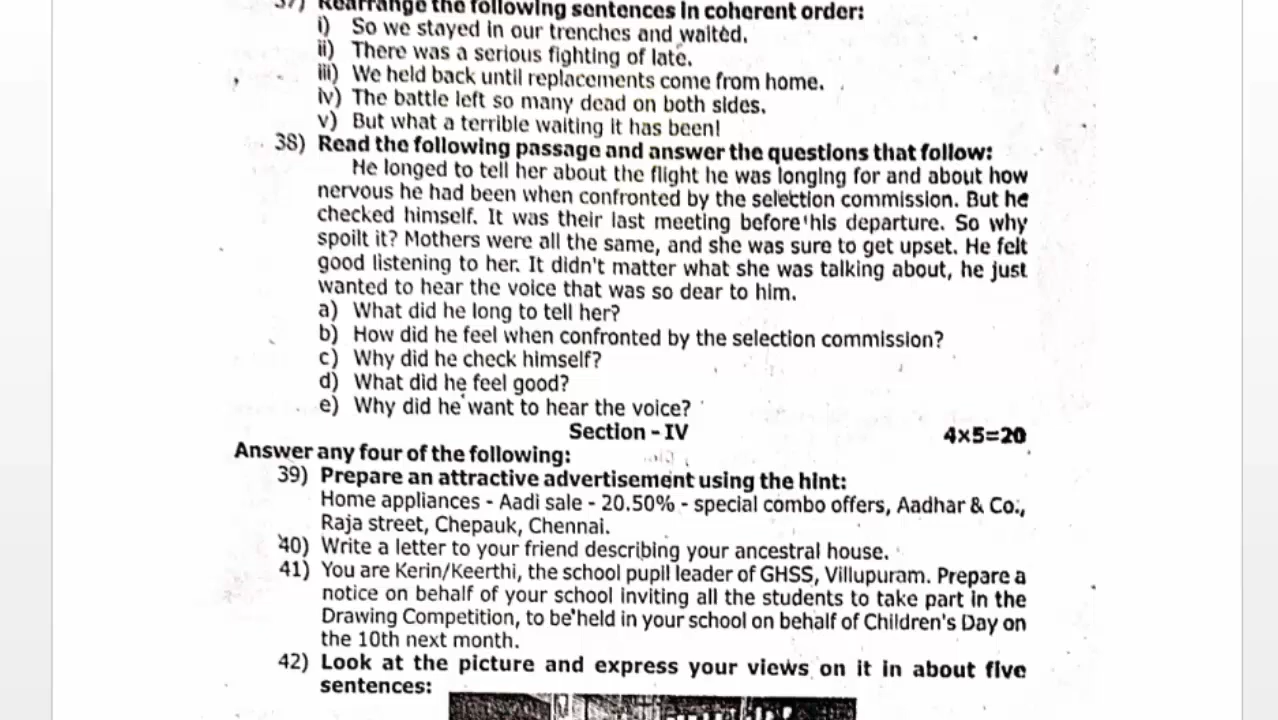 37) Rearrange the following sentences in coherent order:
i) So we stayed in our trenches and waited.
ii) There was a serious fighting of late.
iii) We held back until replacements come from home.
iv) The battle left so many dead on both sides.
v) But what a terrible waiting it has been!
38) Read the following passage and answer the questions that follow:
He longed to tell her about the flight he was longing for and about how
nervous he had been when confronted by the selection commission. But he
checked himself. It was their last meeting before his departure. So why
spoilt it? Mothers were all the same, and she was sure to get upset. He felt
good listening to her. It didn't matter what she was talking about, he just
wanted to hear the voice that was so dear to him.
a) What did he long to tell her?
b) How did he feel when confronted by the selection commission?
c) Why did he check himself?
d) What did he feel good?
e) Why did he want to hear the voice?
Section - IV 4x5=20
Answer any four of the following:
39) Prepare an attractive advertisement using the hint:
Home appliances - Aadi sale - 20.50% - special combo offers, Aadhar & Co.,
Raja street, Chepauk, Chennai.
40) Write a letter to your friend describing your ancestral house.
41) You are Kerin/Keerthi, the school pupil leader of GHSS, Villupuram. Prepare a
notice on behalf of your school inviting all the students to take part in the
Drawing Competition, to be held in your school on behalf of Children's Day on
the 10th next month.
42) Look at the picture and express your views on it in about five
sentences: